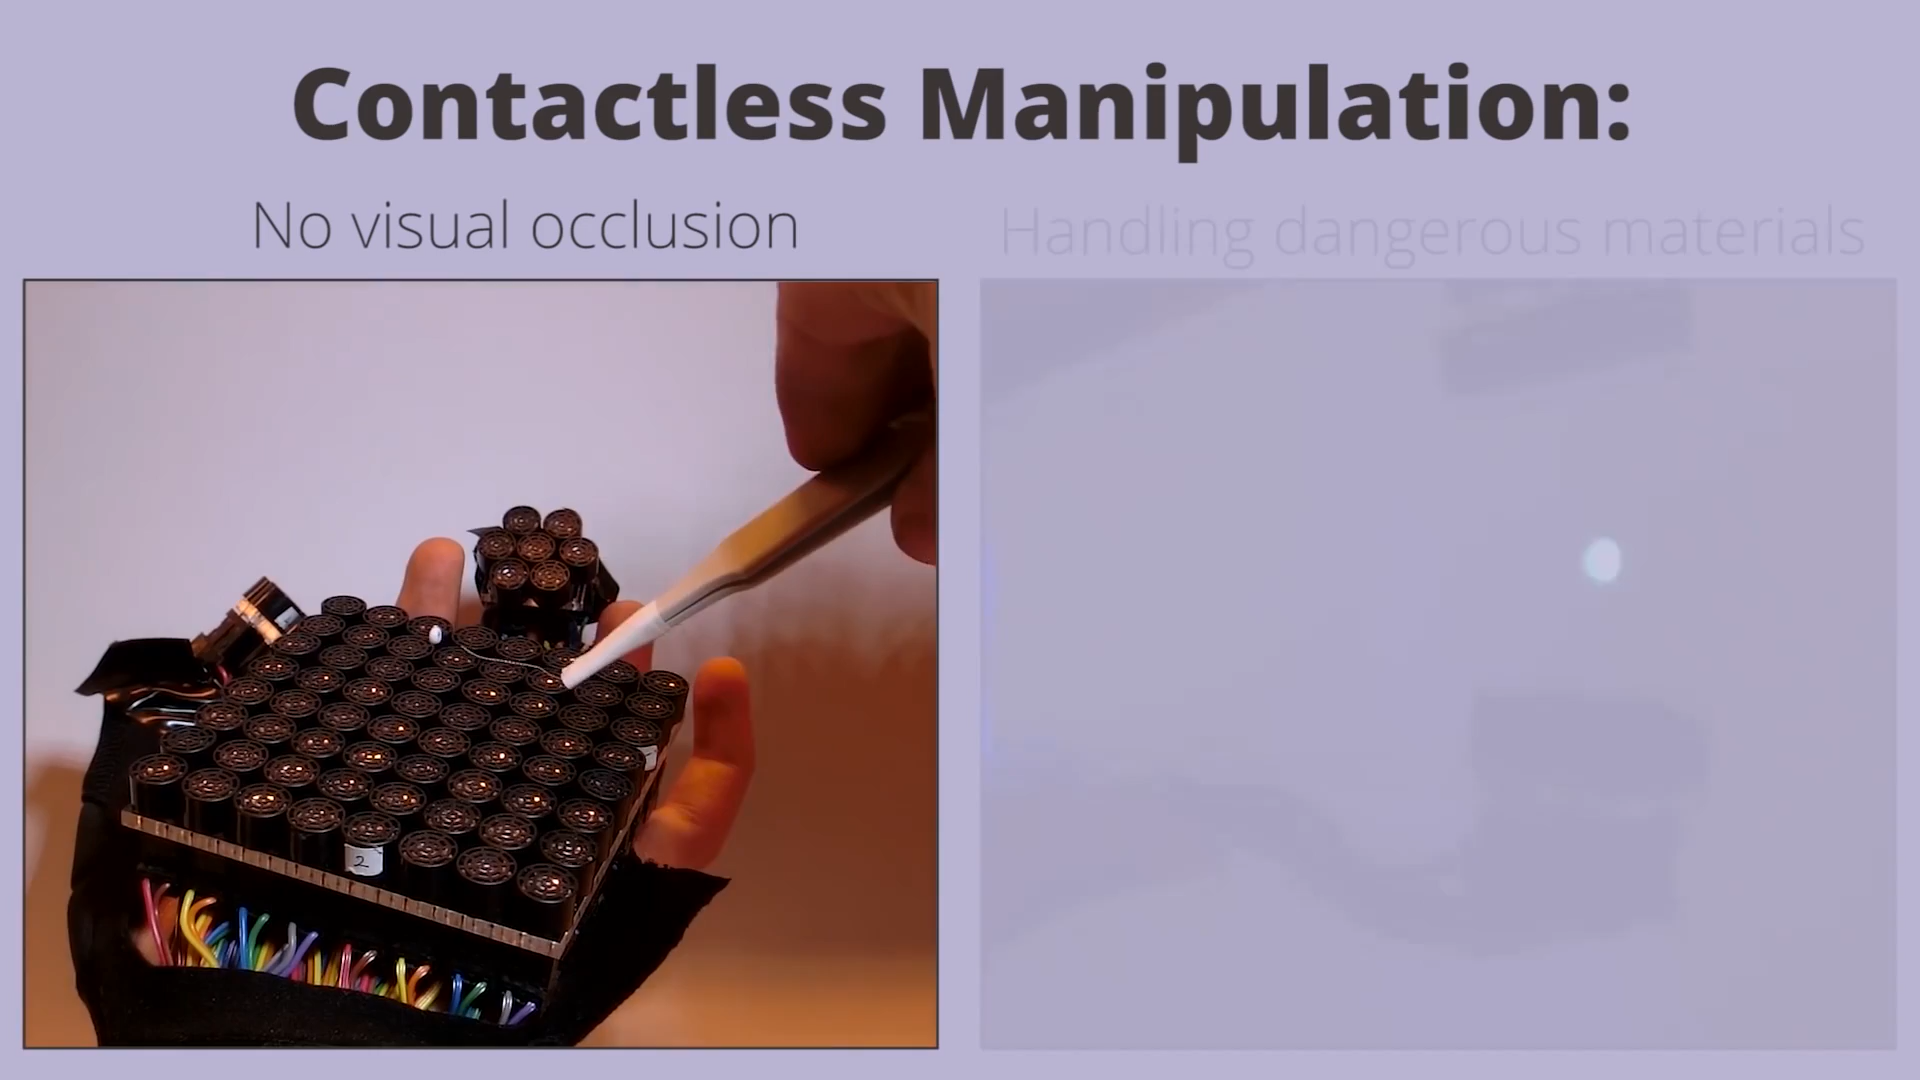 Contactless Manipulation:
No visual occlusion
Handling dangerous materials
2